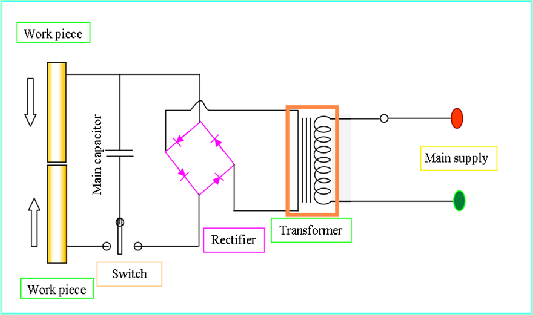 Work piece
Main capacitor
Main supply
Rectifier
Transformer
Switch
Work piece